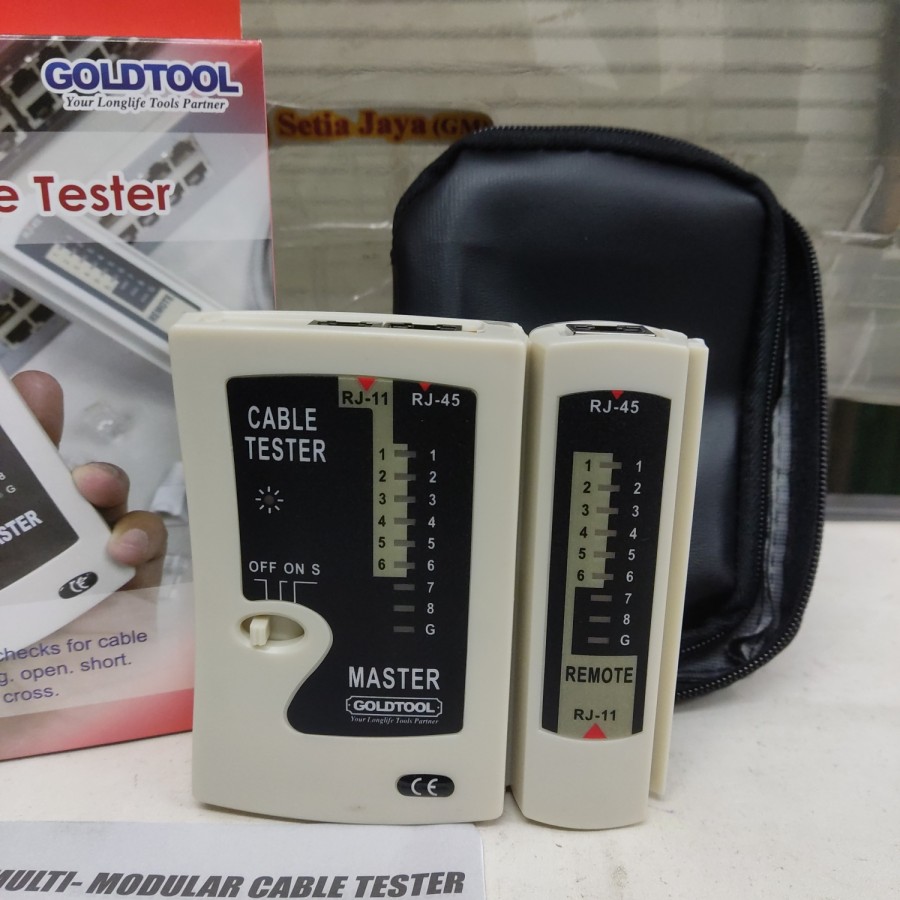 GOLDTOOL
Your Longlife Tools Partner
Tester
REMOTE
Setia Jaya (GM)
checks for cable
open. short.
cross.
CE
CABLE
TESTER
RJ-11 RJ-45
1 1
2 2
3 3
4 4
5 5
6 6
7
8
G
OFF ON S
MASTER
GOLDTOOL
Your Longlife Tools Partner
CE
RJ-45
1 1
2 2
3 3
4 4
5 5
6 6
7
8
G
REMOTE
RJ-11
MULTI- MODULAR CABLE TESTER